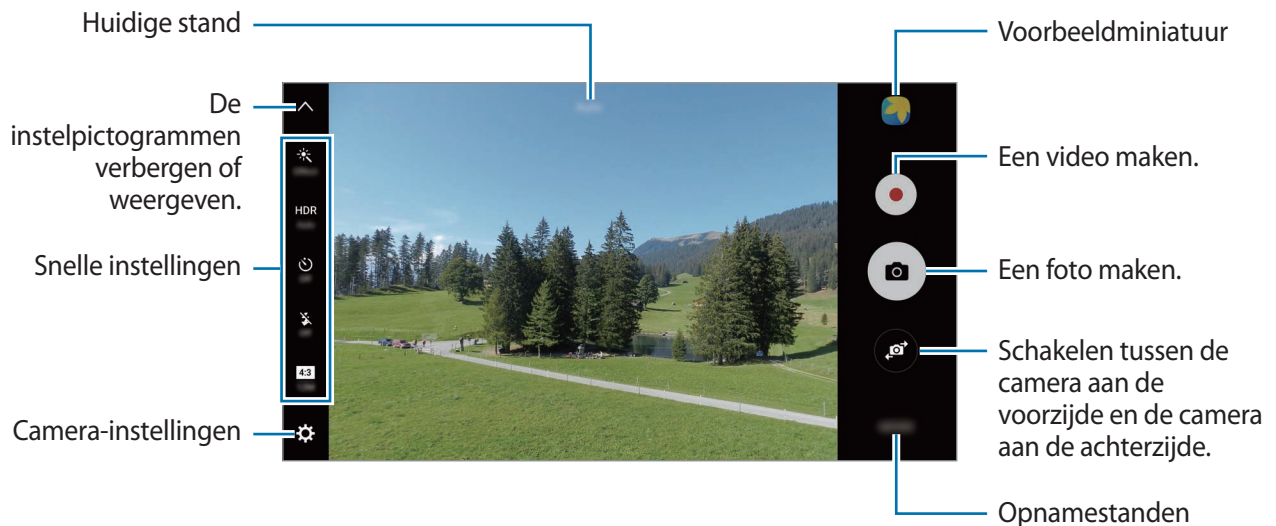 Huidige stand
De
instelpictogrammen
verbergen of
weergeven.
Snelle instellingen
Camera-instellingen
HDR
4:3
Voorbeeldminiatuur
Een video maken.
Een foto maken.
Schakelen tussen de
camera aan de
voorzijde en de camera
aan de achterzijde.
Opnamestanden